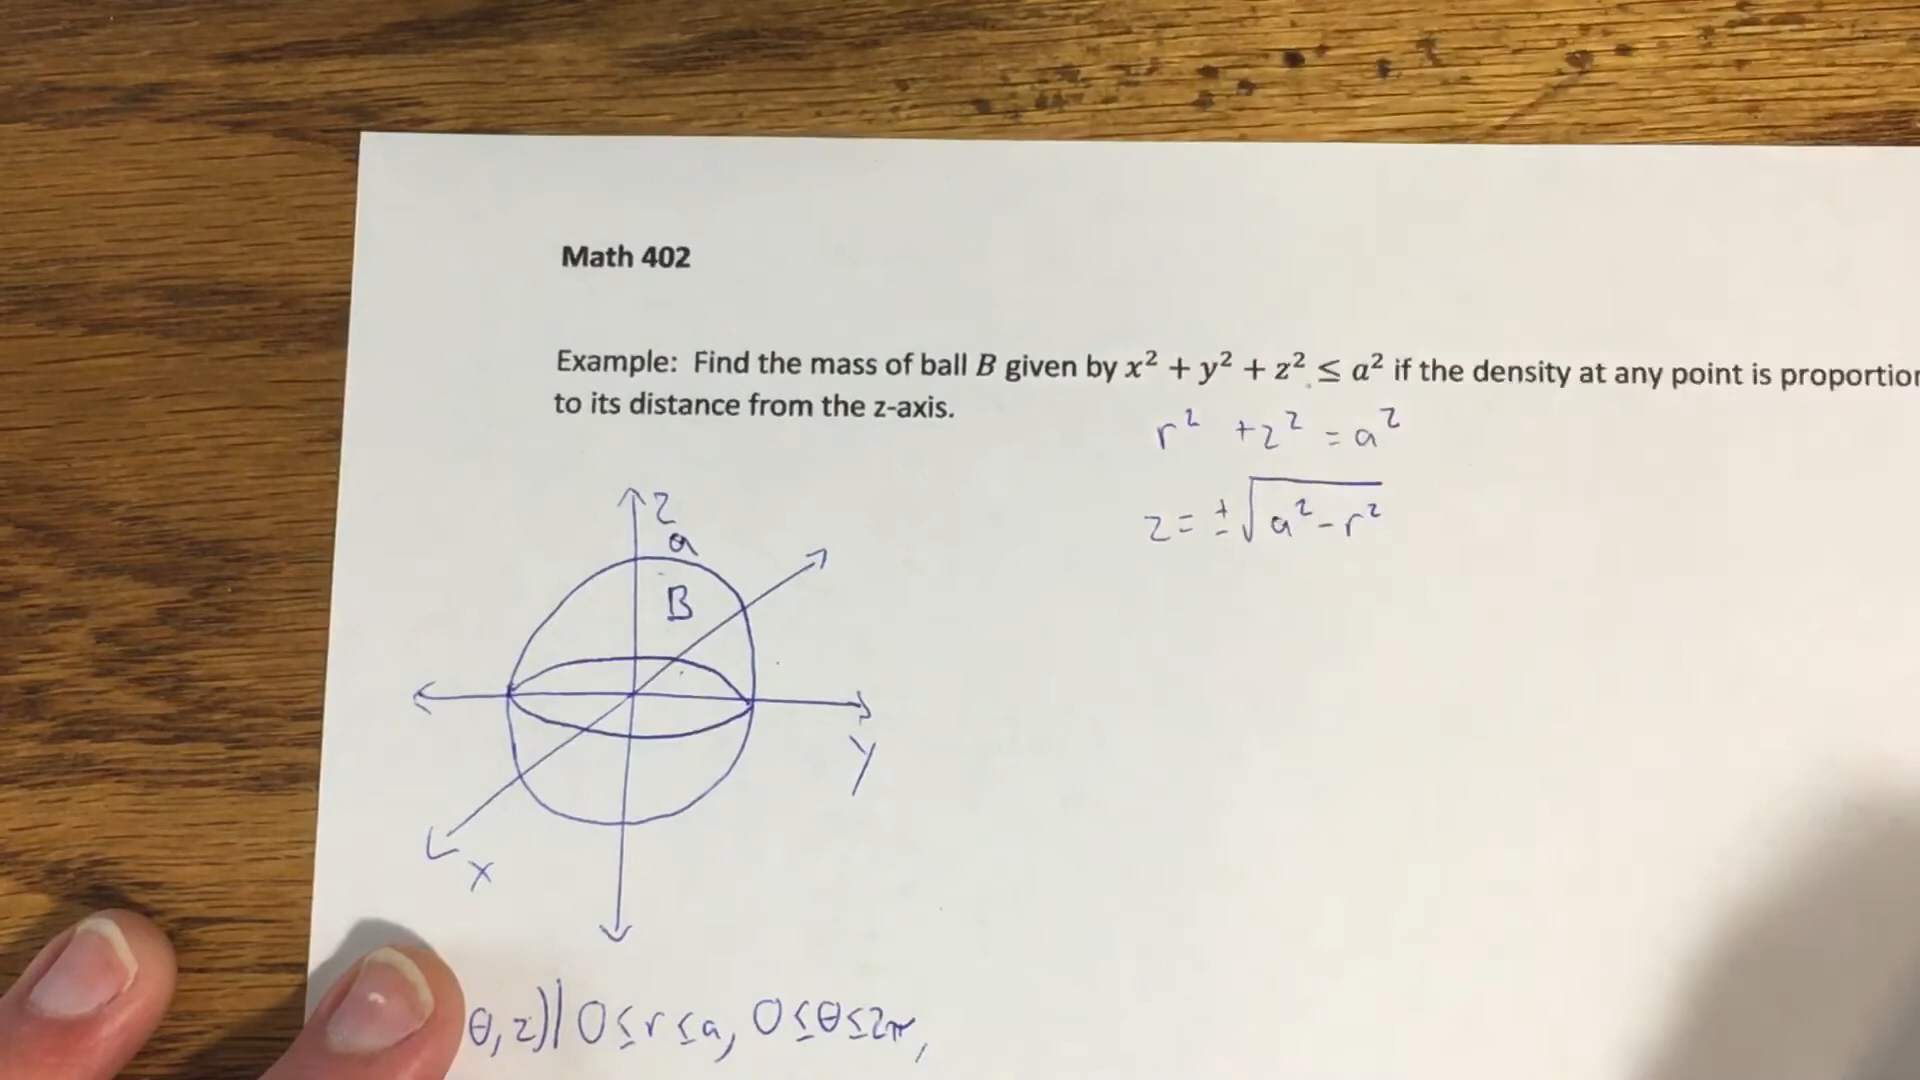 Math 402
Example: Find the mass of ball B given by x² + y² + z² ≤ a² if the density at any point is
to its distance from the z-axis.
r² + z² = a²
z = ±√(a² - r²)
z
a
B
y
x
θ, z) | 0 ≤ r ≤ a, 0 ≤ θ ≤ 2π,